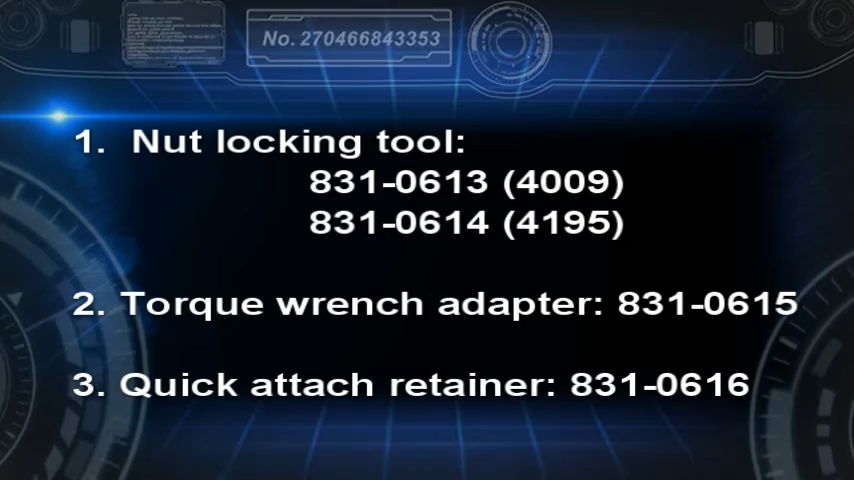 No. 270466843353
1. Nut locking tool:
831-0613 (4009)
831-0614 (4195)
2. Torque wrench adapter: 831-0615
3. Quick attach retainer: 831-0616